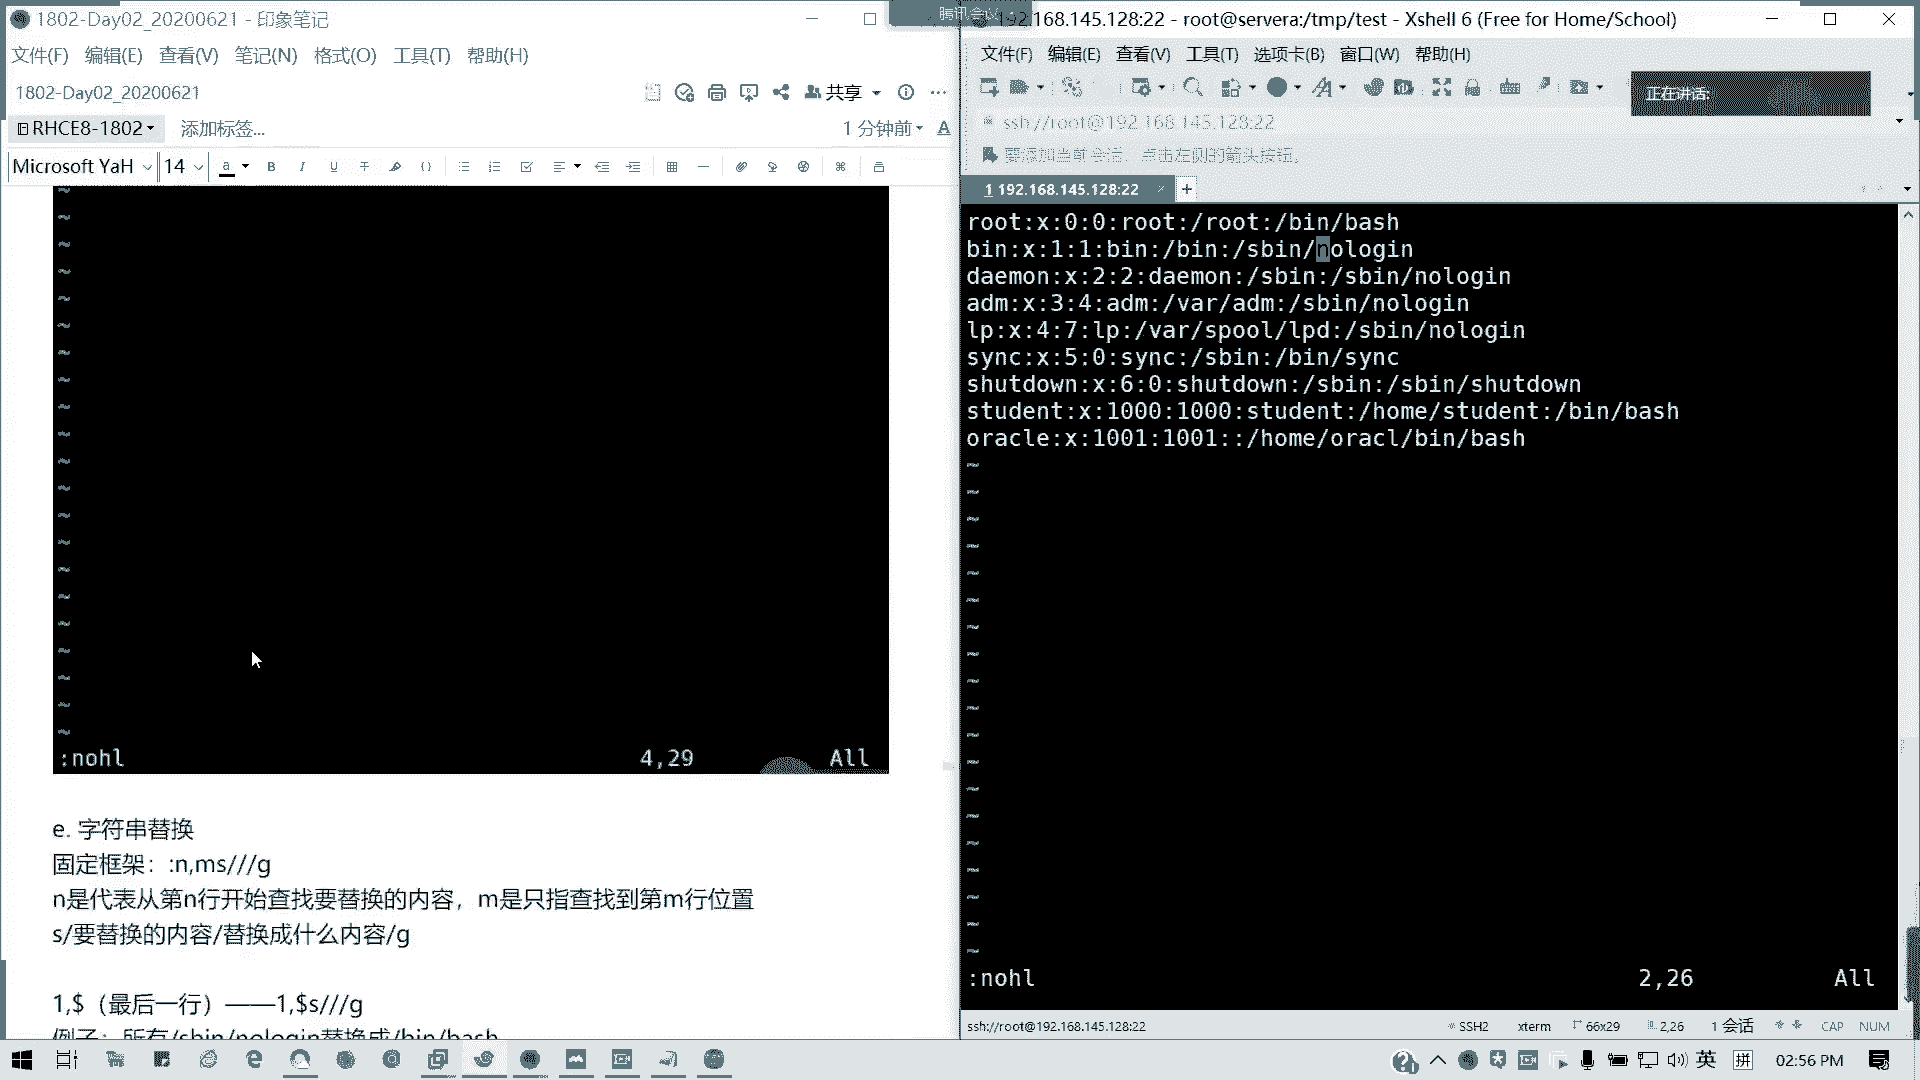 1802-Day02_20200621 - 印象笔记
文件(F) 编辑(E) 查看(V) 笔记(N) 格式(O) 工具(T) 帮助(H)
1802-Day02_20200621
共享
RHCE8-1802
添加标签...
1 分钟前
Microsoft YaH
14
:nohl 4,29 All
e. 字符串替换
固定框架：:n,ms///g
n是代表从第n行开始查找要替换的内容，m是只指查找到第m行位置
s/要替换的内容/替换成什么内容/g
1,$（最后一行）——1,$s///g
例子：所有/sbin/nologin替换成/bin/bash
腾讯会议
192.168.145.128:22 - root@servera:/tmp/test - Xshell 6 (Free for Home/School)
文件(F) 编辑(E) 查看(V) 工具(T) 选项卡(B) 窗口(W) 帮助(H)
正在讲话:
ssh://root@192.168.145.128:22
要添加当前会话，点击左侧的箭头按钮。
1 192.168.145.128:22
root:x:0:0:root:/root:/bin/bash
bin:x:1:1:bin:/bin:/sbin/nologin
daemon:x:2:2:daemon:/sbin:/sbin/nologin
adm:x:3:4:adm:/var/adm:/sbin/nologin
lp:x:4:7:lp:/var/spool/lpd:/sbin/nologin
sync:x:5:0:sync:/sbin:/bin/sync
shutdown:x:6:0:shutdown:/sbin:/sbin/shutdown
student:x:1000:1000:student:/home/student:/bin/bash
oracle:x:1001:1001::/home/oracl/bin/bash
:nohl 2,26 All
ssh://root@192.168.145.128:22 SSH2 xterm 66x29 2,26 1 会话 CAP NUM
英 拼 02:56 PM